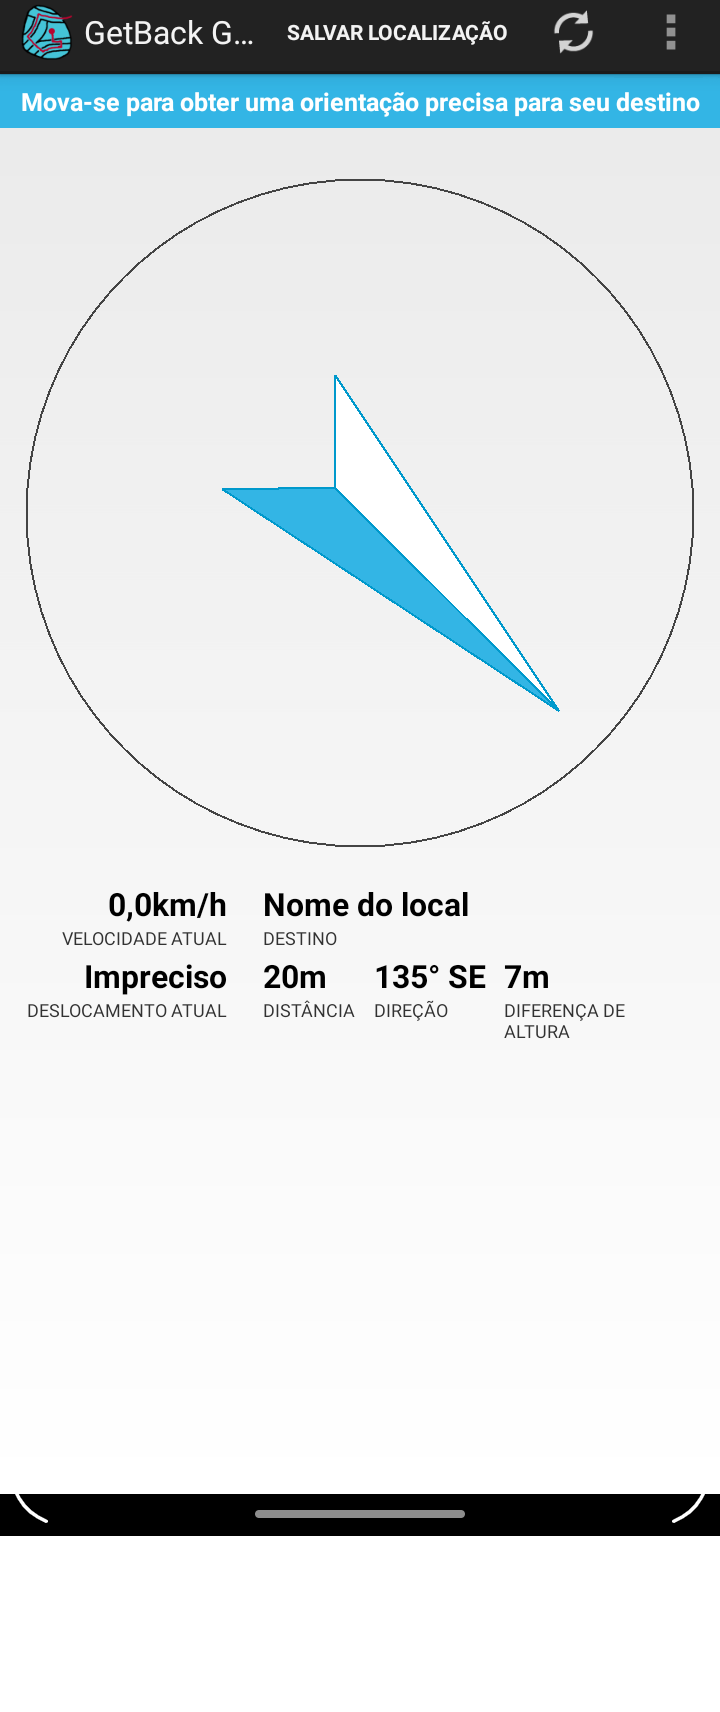 GetBack G... SALVAR LOCALIZAÇÃO
Mova-se para obter uma orientação precisa para seu destino
0,0km/h Nome do local
VELOCIDADE ATUAL DESTINO
Impreciso 20m 135° SE 7m
DESLOCAMENTO ATUAL DISTÂNCIA DIREÇÃO DIFERENÇA DE
ALTURA